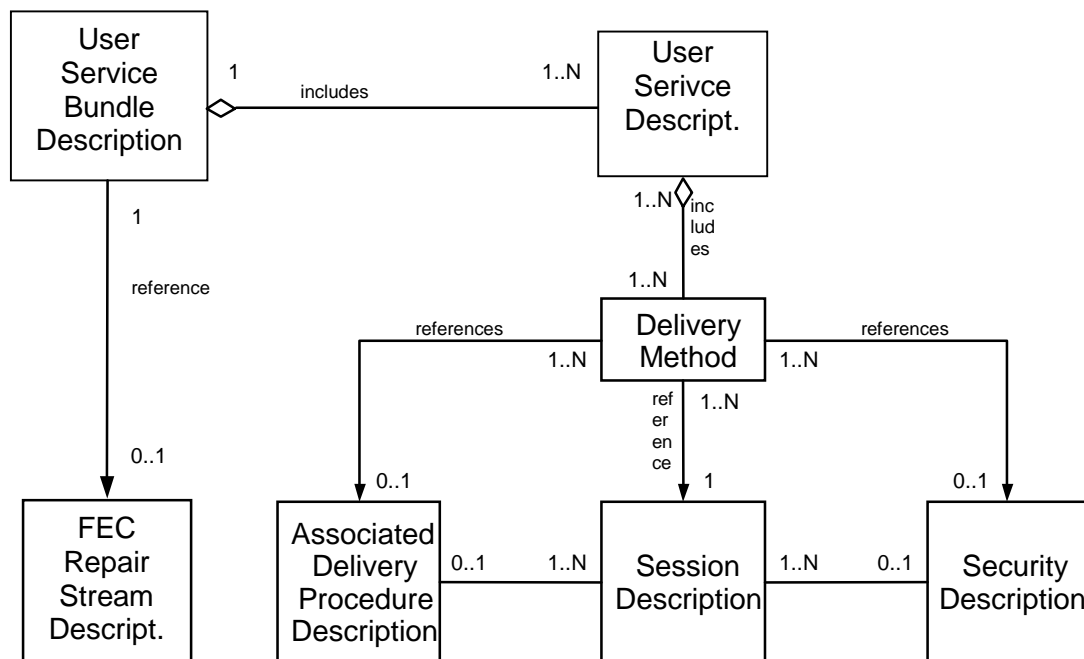 User
Service
Bundle
Description
1
includes
1..N
User
Serivce
Descript.
1..N
inc
lud
es
1
reference
1..N
references
Delivery
Method
references
1..N
1..N
ref
er
en
ce
1..N
0..1
0..1
1
0..1
FEC
Repair
Stream
Descript.
Associated
Delivery
Procedure
Description
0..1
1..N
Session
Description
1..N
0..1
Security
Description